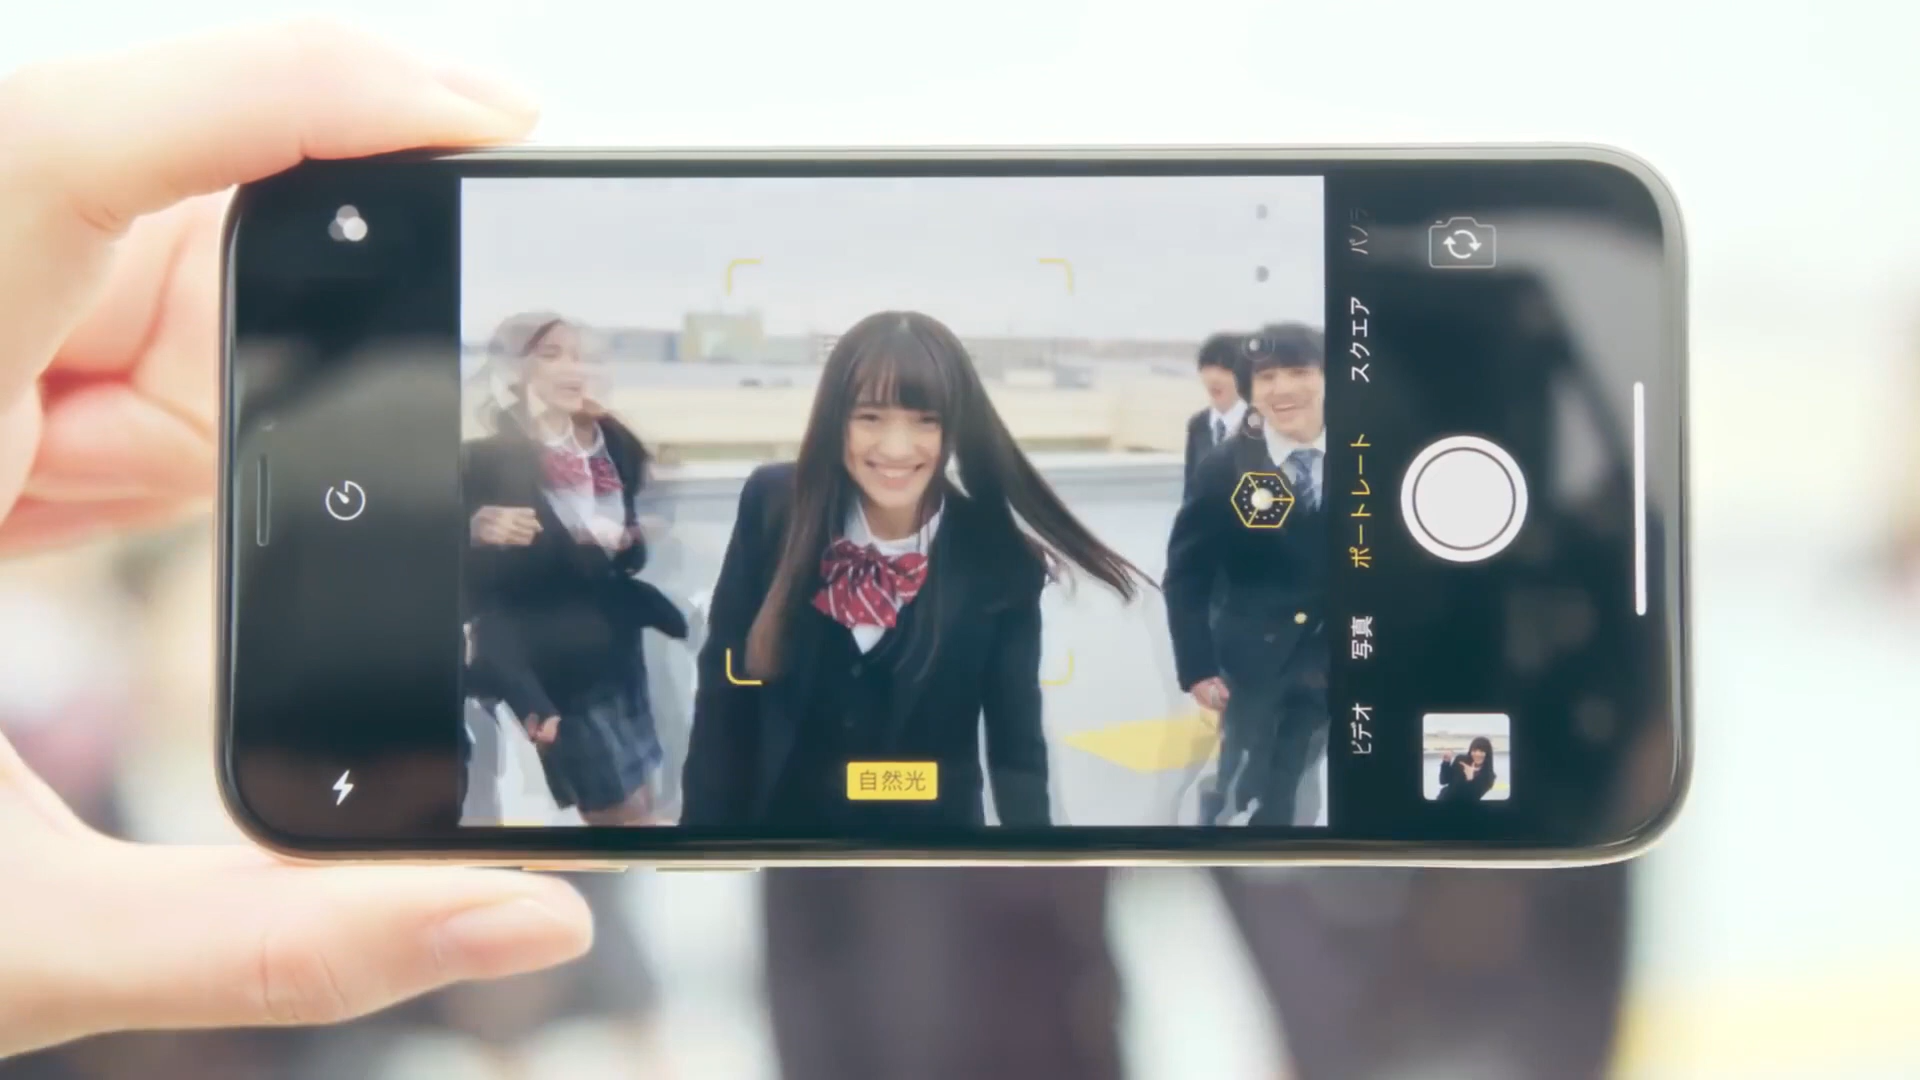 パノラ
スクエア
ポートレート
写真
ビデオ
自然光